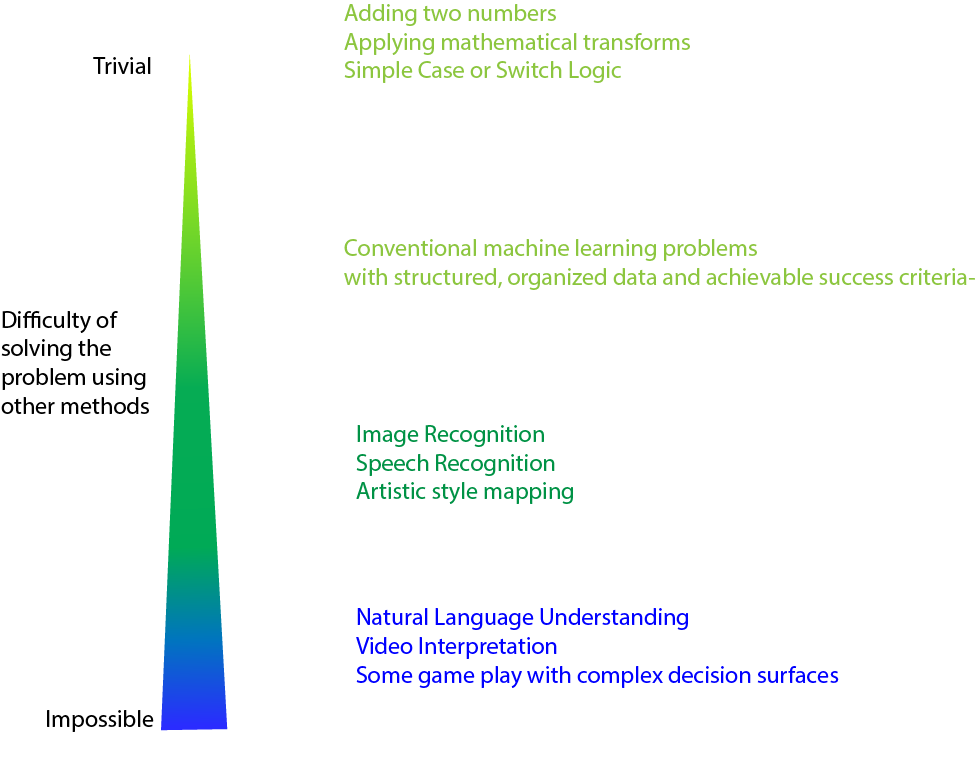 Adding two numbers
Applying mathematical transforms
Simple Case or Switch Logic
Trivial
Conventional machine learning problems
with structured, organized data and achievable success criteria-
Difficulty of
solving the
problem using
other methods
Image Recognition
Speech Recognition
Artistic style mapping
Natural Language Understanding
Video Interpretation
Some game play with complex decision surfaces
Impossible